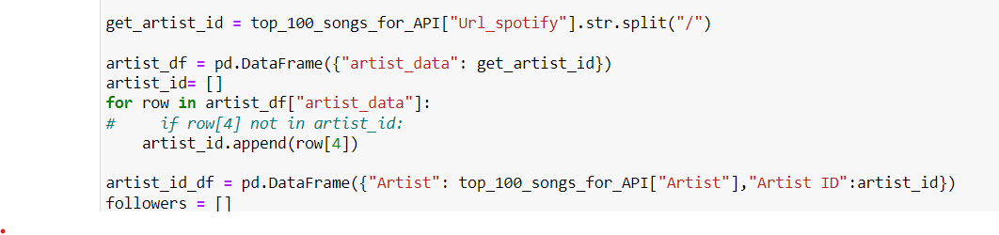 get_artist_id = top_100_songs_for_API["Url_spotify"].str.split("/")
artist_df = pd.DataFrame({"artist_data": get_artist_id})
artist_id= []
for row in artist_df["artist_data"]:
#     if row[4] not in artist_id:
    artist_id.append(row[4])
artist_id_df = pd.DataFrame({"Artist": top_100_songs_for_API["Artist"],"Artist ID":artist_id})
followers = []